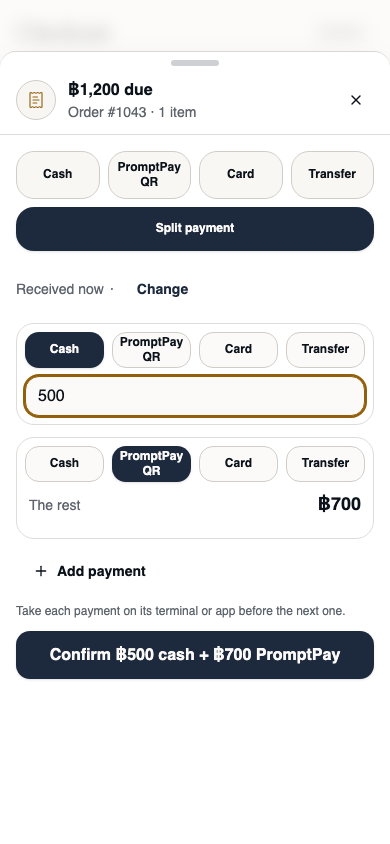 ฿1,200 due
Order #1043 · 1 item
Cash
PromptPay
QR
Card
Transfer
Split payment
Received now ·
Change
Cash
PromptPay
QR
Card
Transfer
500
Cash
PromptPay
QR
Card
Transfer
The rest
฿700
Add payment
Take each payment on its terminal or app before the next one.
Confirm ฿500 cash + ฿700 PromptPay